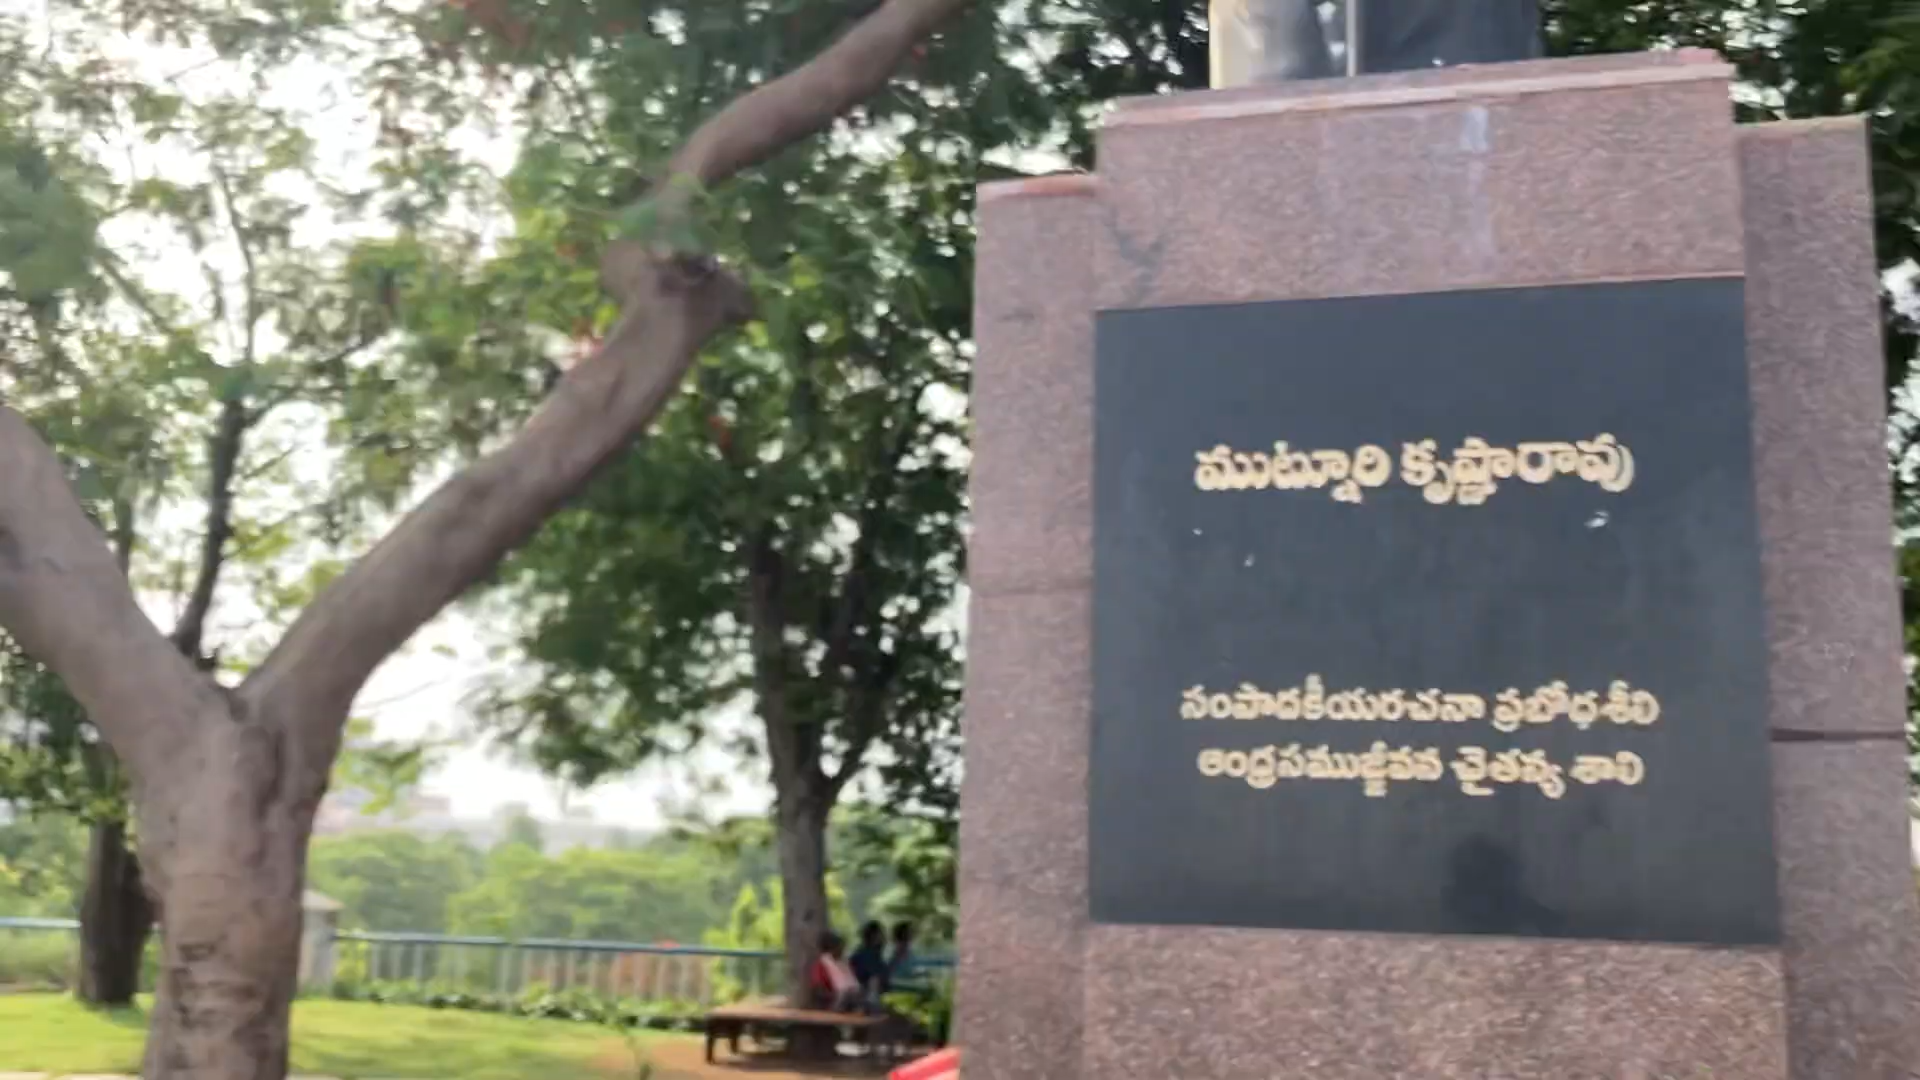 ముట్నూరి కృష్ణారావు
సంపాదకీయరచనా ప్రబోధశీలి
ఆంధ్రసముజ్జీవన చైతన్య శాలి